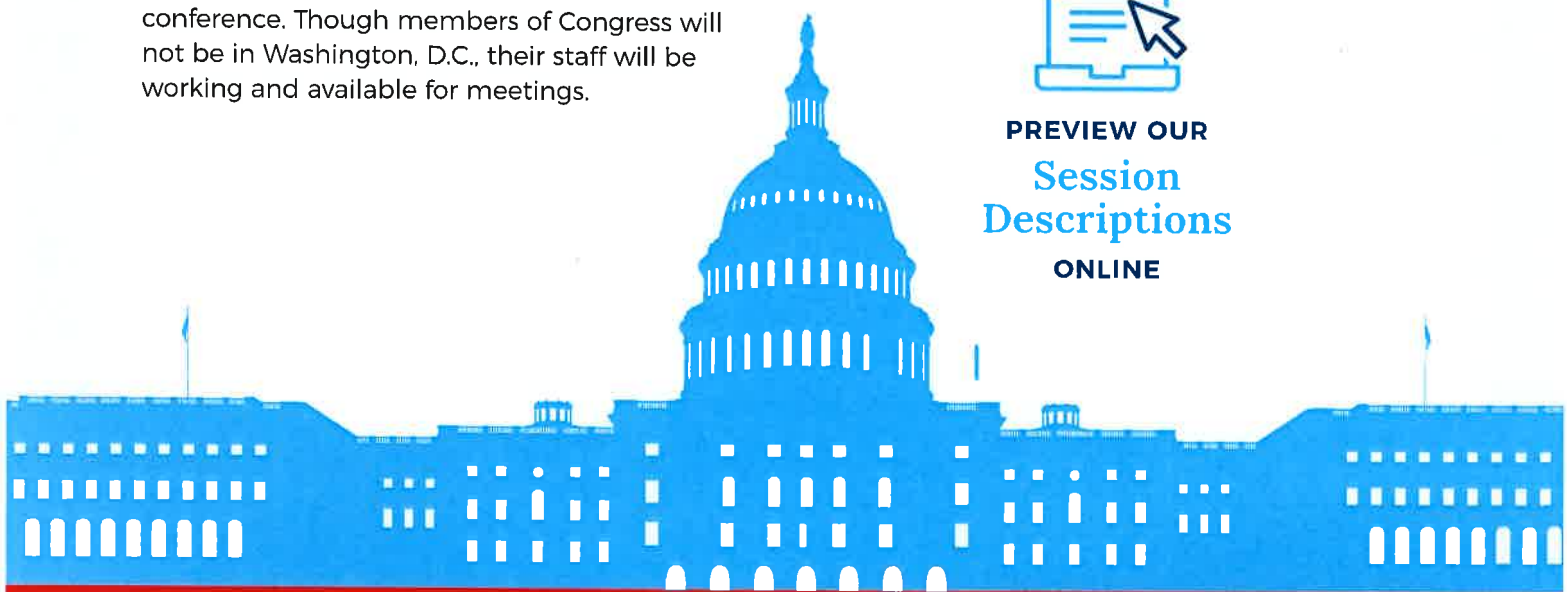 conference. Though members of Congress will
not be in Washington, D.C., their staff will be
working and available for meetings.
PREVIEW OUR
Session
Descriptions
ONLINE